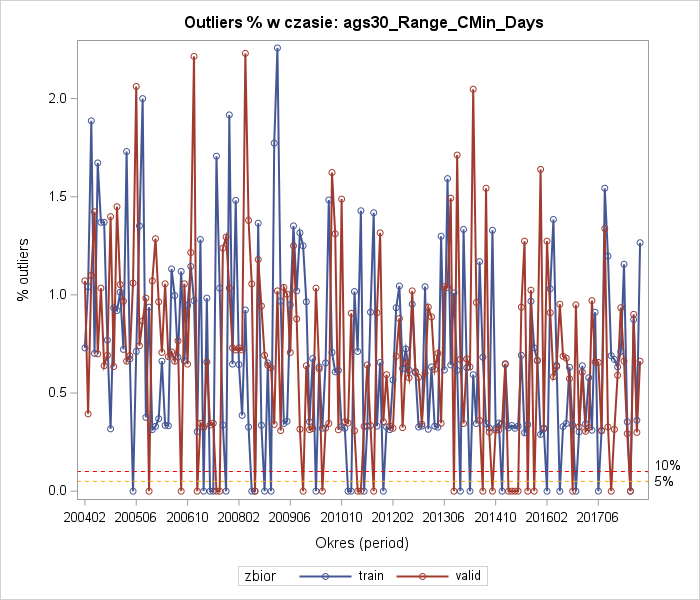 Outliers % w czasie: ags30_Range_CMin_Days
% outliers
2.0
1.5
1.0
0.5
0.0
10%
5%
200402 200506 200610 200802 200906 201010 201202 201306 201410 201602 201706
Okres (period)
zbior train valid